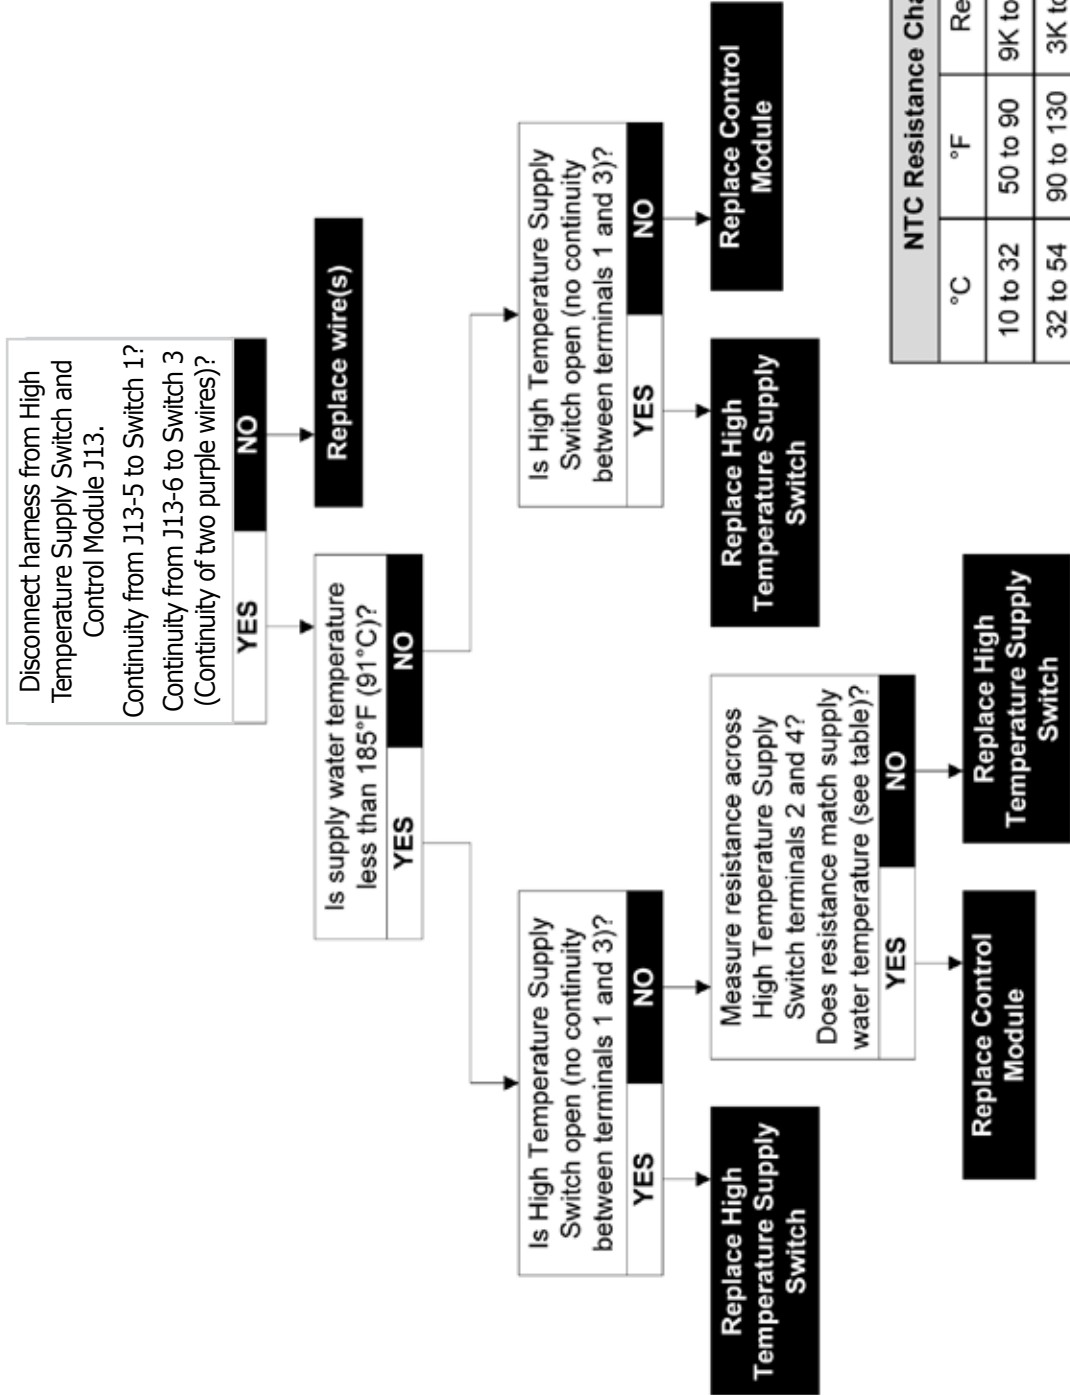 Disconnect harness from High
Temperature Supply Switch and
Control Module J13.
Continuity from J13-5 to Switch 1?
Continuity from J13-6 to Switch 3
(Continuity of two purple wires)?
YES
NO
Replace wire(s)
Is supply water temperature
less than 185°F (91°C)?
YES
NO
Is High Temperature Supply
Switch open (no continuity
between terminals 1 and 3)?
YES
NO
Replace High
Temperature Supply
Switch
Measure resistance across
High Temperature Supply
Switch terminals 2 and 4?
Does resistance match supply
water temperature (see table)?
YES
NO
Replace Control
Module
Replace High
Temperature Supply
Switch
Is High Temperature Supply
Switch open (no continuity
between terminals 1 and 3)?
YES
NO
Replace High
Temperature Supply
Switch
Replace Control
Module
NTC Resistance
°C °F
10 to 32 50 to 90 9K to
32 to 54 90 to 130 3K to